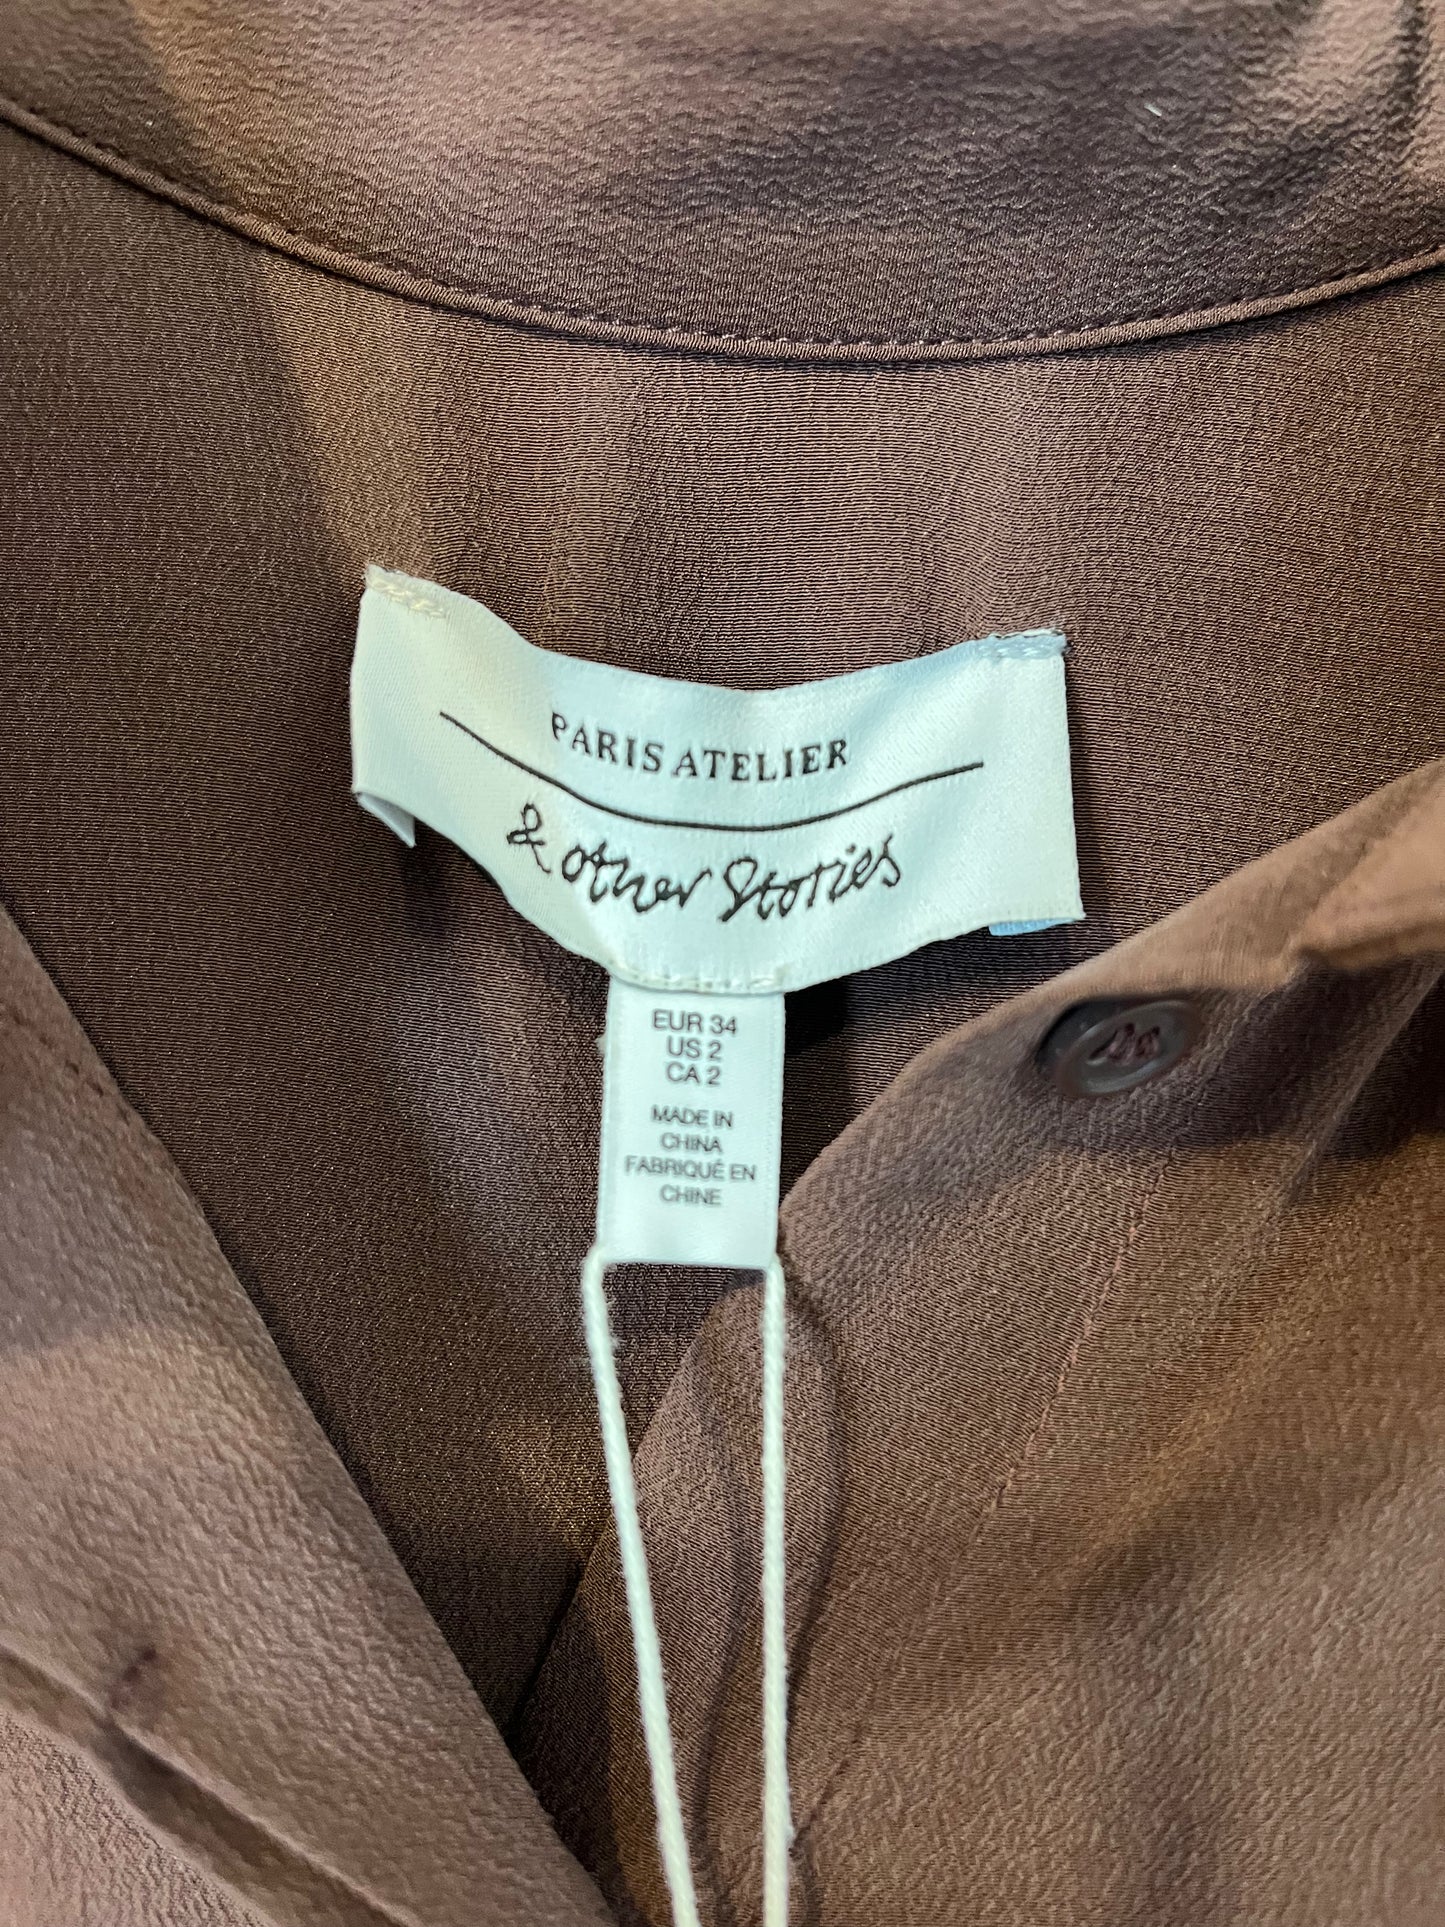 PARIS ATELIER
& other Stories
EUR 34
US 2
CA 2
MADE IN
CHINA
FABRIQUÉ EN
CHINE